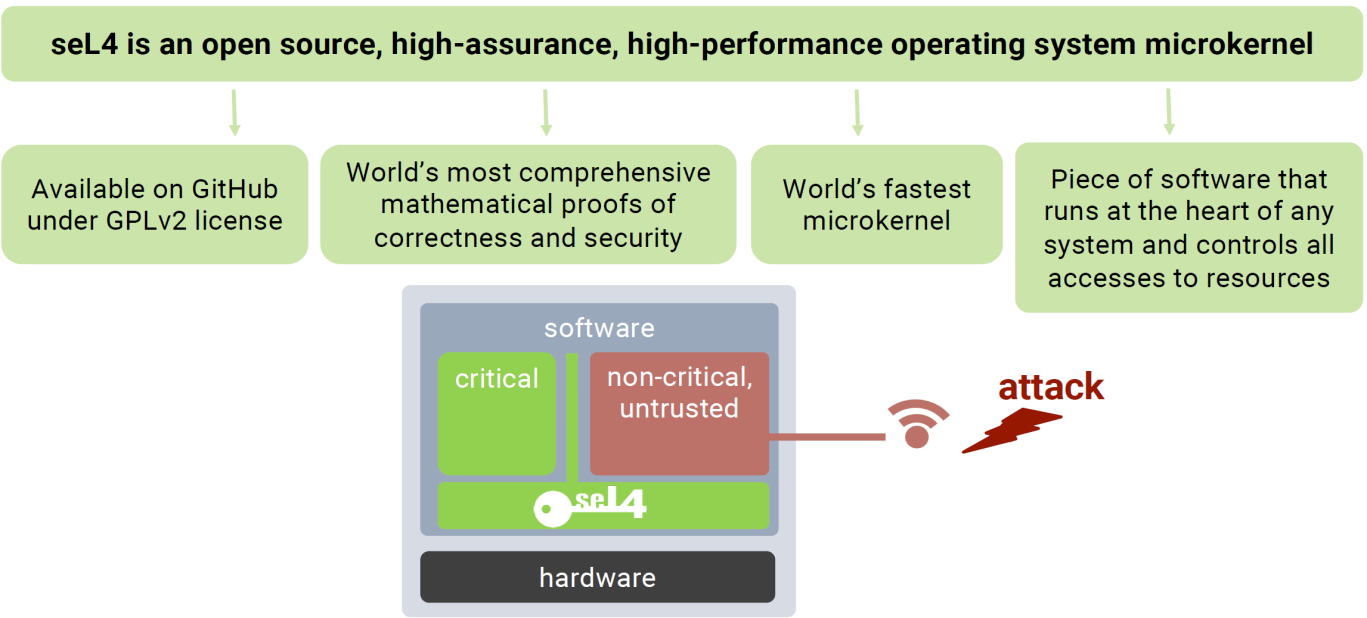 seL4 is an open source, high-assurance, high-performance operating system microkernel
Available on GitHub
under GPLv2 license
World's most comprehensive
mathematical proofs of
correctness and security
World's fastest
microkernel
Piece of software that
runs at the heart of any
system and controls all
accesses to resources
software
critical
non-critical,
untrusted
attack
seL4
hardware